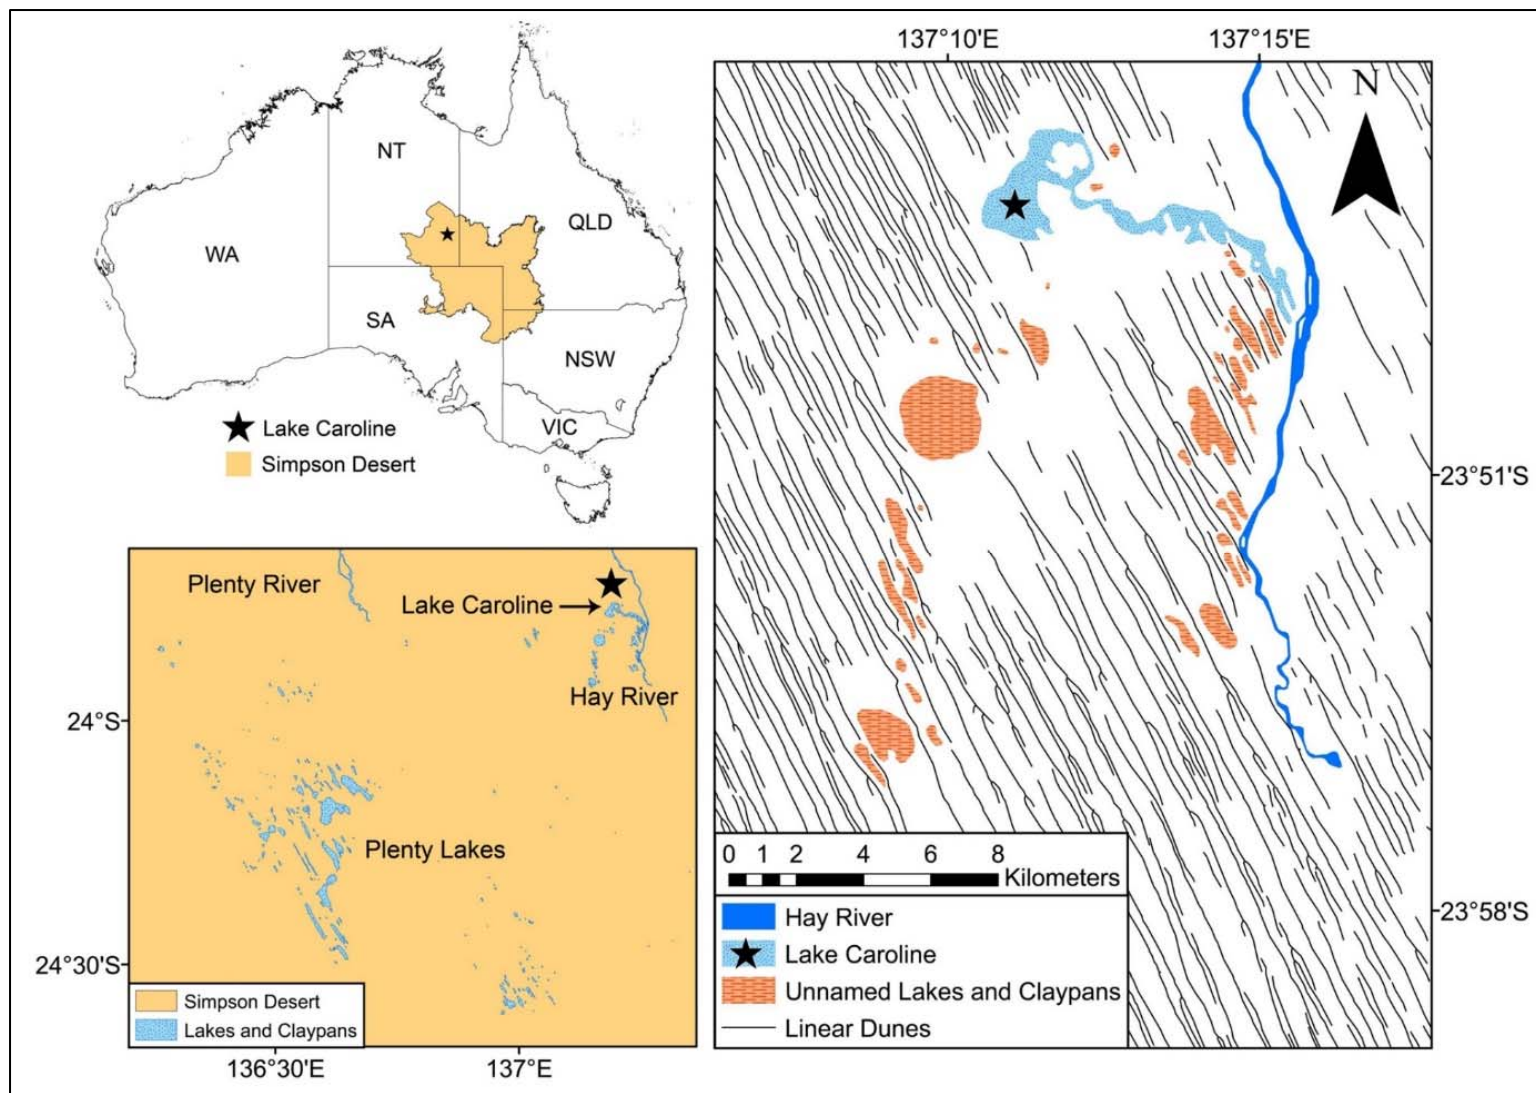 NT
WA
QLD
SA
NSW
VIC
Lake Caroline
Simpson Desert
Plenty River
Lake Caroline
Hay River
Plenty Lakes
24°S
24°30'S
Simpson Desert
Lakes and Claypans
136°30'E 137°E
137°10'E 137°15'E
N
23°51'S
23°58'S
0 1 2 4 6 8
Kilometers
Hay River
Lake Caroline
Unnamed Lakes and Claypans
Linear Dunes